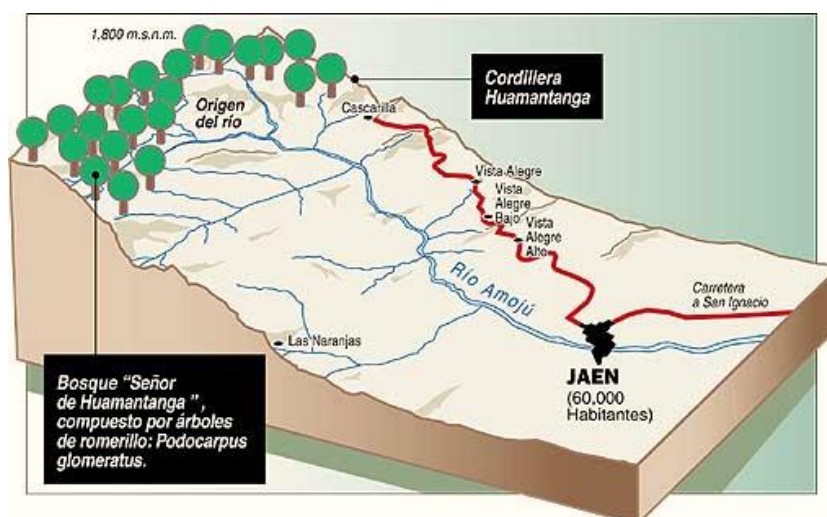 1,800 m.s.n.m.
Cordillera
Huamantanga
Origen
del río
Cascarilla
Vista Alegre
Vista
Alegre
Bajo
Vista
Alegre
Alto
Río Amojú
Carretera
a San Ignacio
Las Naranjas
JAEN
(60.000
Habitantes)
Bosque "Señor
de Huamantanga",
compuesto por árboles
de romerillo: Podocarpus
glomeratus.